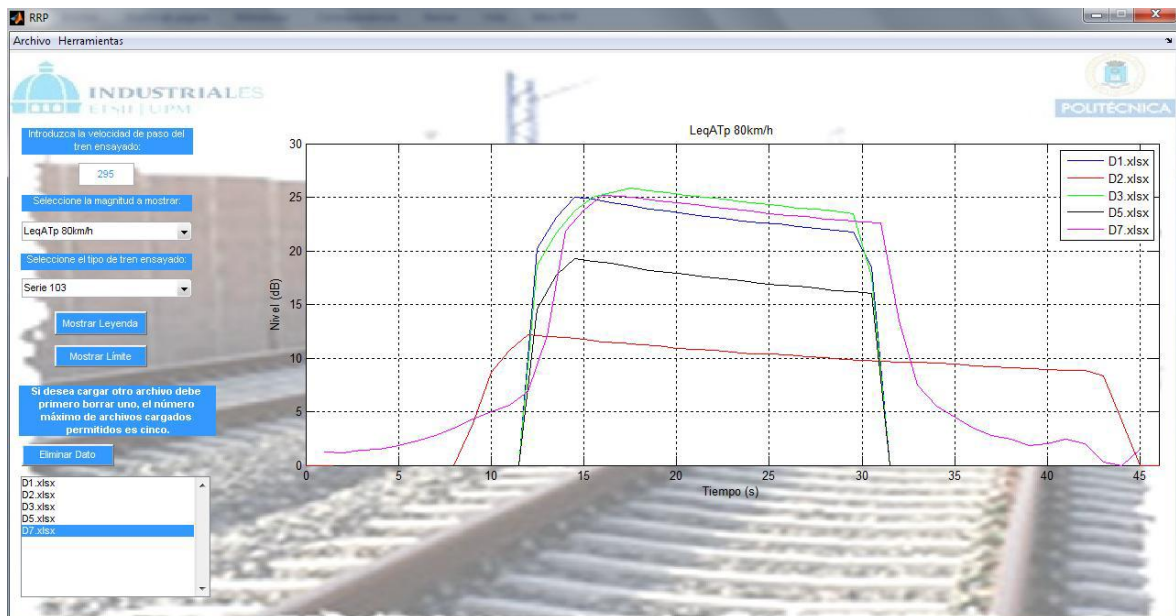 RRP
Archivo Herramientas
INDUSTRIALES
ETSII | UPM
POLITÉCNICA
Introduzca la velocidad de paso del
tren ensayado:
295
Seleccione la magnitud a mostrar:
LeqATp 80km/h
Seleccione el tipo de tren ensayado:
Serie 103
Mostrar Leyenda
Mostrar Límite
Si desea cargar otro archivo debe
primero borrar uno, el número
máximo de archivos cargados
permitidos es cinco.
Eliminar Dato
D1.xlsx
D2.xlsx
D3.xlsx
D5.xlsx
D7.xlsx
LeqATp 80km/h
30
25
20
15
10
5
0
Nivel (dB)
0 5 10 15 20 25 30 35 40 45
Tiempo (s)
D1.xlsx
D2.xlsx
D3.xlsx
D5.xlsx
D7.xlsx